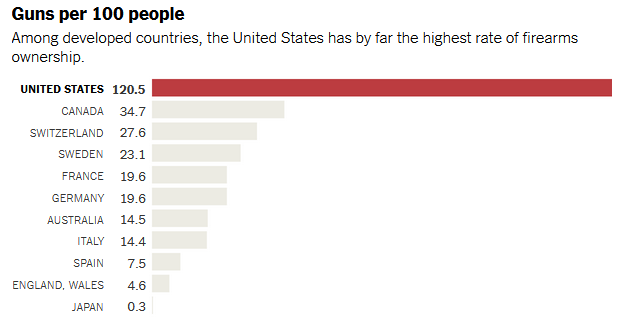 Guns per 100 people
Among developed countries, the United States has by far the highest rate of firearms
ownership.
UNITED STATES 120.5
CANADA 34.7
SWITZERLAND 27.6
SWEDEN 23.1
FRANCE 19.6
GERMANY 19.6
AUSTRALIA 14.5
ITALY 14.4
SPAIN 7.5
ENGLAND, WALES 4.6
JAPAN 0.3